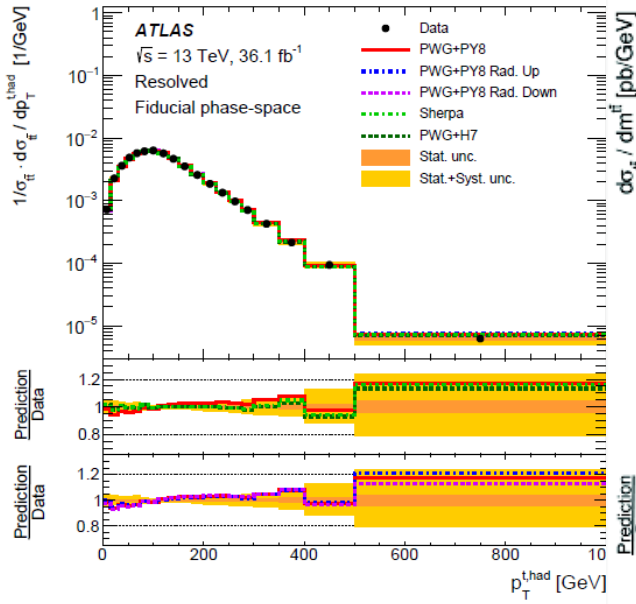 ATLAS
√s = 13 TeV, 36.1 fb⁻¹
Resolved
Fiducial phase-space
Data
PWG+PY8
PWG+PY8 Rad. Up
PWG+PY8 Rad. Down
Sherpa
PWG+H7
Stat. unc.
Stat.+Syst. unc.
1/σ_tt̄ · dσ_tt̄ / dp_T^t,had [1/GeV]
1
10⁻¹
10⁻²
10⁻³
10⁻⁴
10⁻⁵
dσ_tt̄ / dm^tt̄ [pb/GeV]
Prediction
Data
1.2
1
0.8
Prediction
Data
1.2
1
0.8
Prediction
0 200 400 600 800 100
p_T^t,had [GeV]